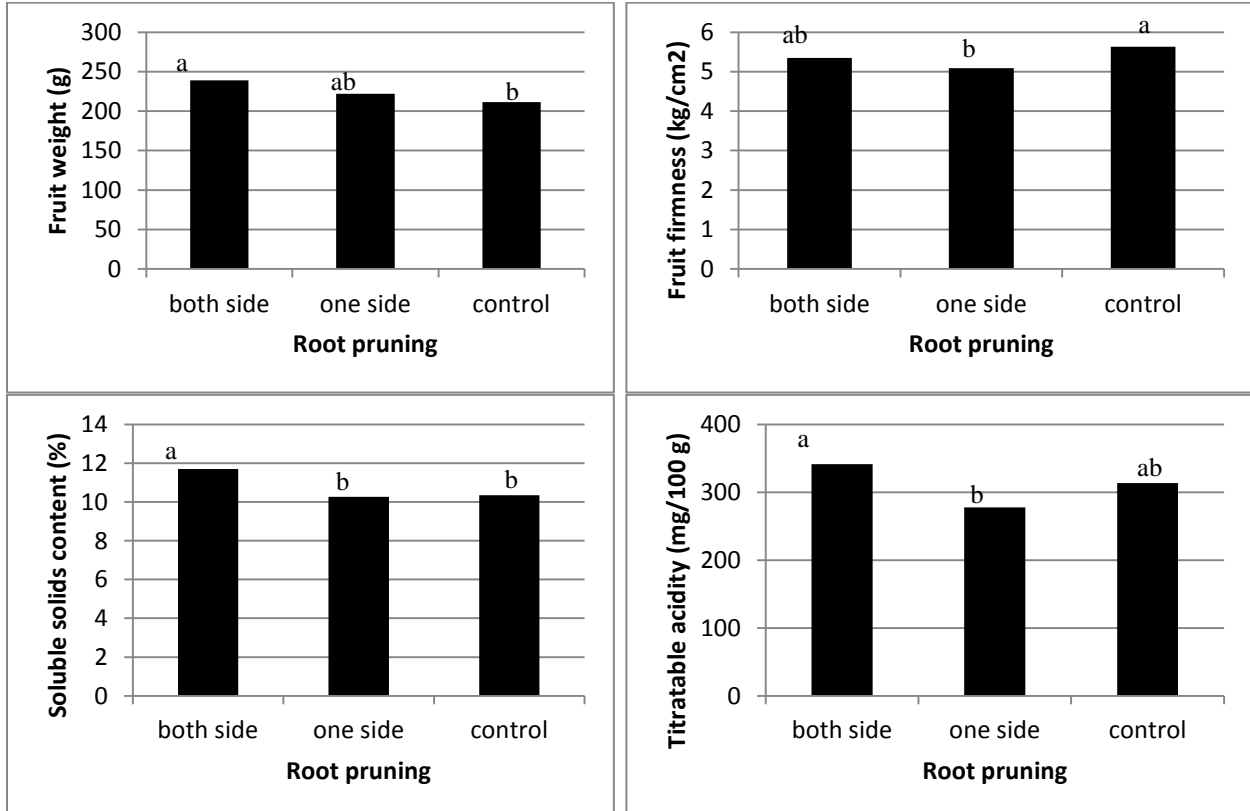 300
250
200
150
100
50
0
Fruit weight (g)
a
ab
b
both side one side control
Root pruning
6
5
4
3
2
1
0
Fruit firmness (kg/cm2)
ab
b
a
both side one side control
Root pruning
14
12
10
8
6
4
2
0
Soluble solids content (%)
a
b
b
both side one side control
Root pruning
400
300
200
100
0
Titratable acidity (mg/100 g)
a
b
ab
both side one side control
Root pruning